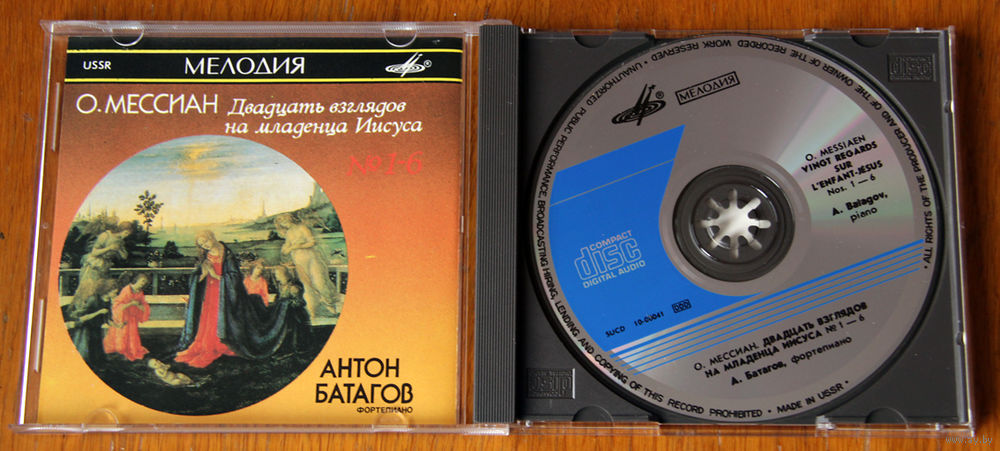 USSR
МЕЛОДИЯ
®
О. МЕССИАН Двадцать взглядов
на младенца Иисуса
№1-6
АНТОН
БАТАГОВ
ФОРТЕПИАНО
ALL RIGHTS OF THE PRODUCER AND OF THE OWNER OF THE RECORDED WORK RESERVED • UNAUTHORIZED PUBLIC PERFORMANCE, BROADCASTING HIRING, LENDING AND COPYING OF THIS RECORD PROHIBITED • MADE IN USSR •
®
МЕЛОДИЯ
O. MESSIAEN
VINGT REGARDS
SUR
L'ENFANT-JESUS
Nos. 1 — 6
A. Batagov,
piano
COMPACT
disc
DIGITAL AUDIO
SUCD 10-00041 DDD
О. МЕССИАН. ДВАДЦАТЬ ВЗГЛЯДОВ
НА МЛАДЕНЦА ИИСУСА № 1 — 6
А. Батагов, фортепиано